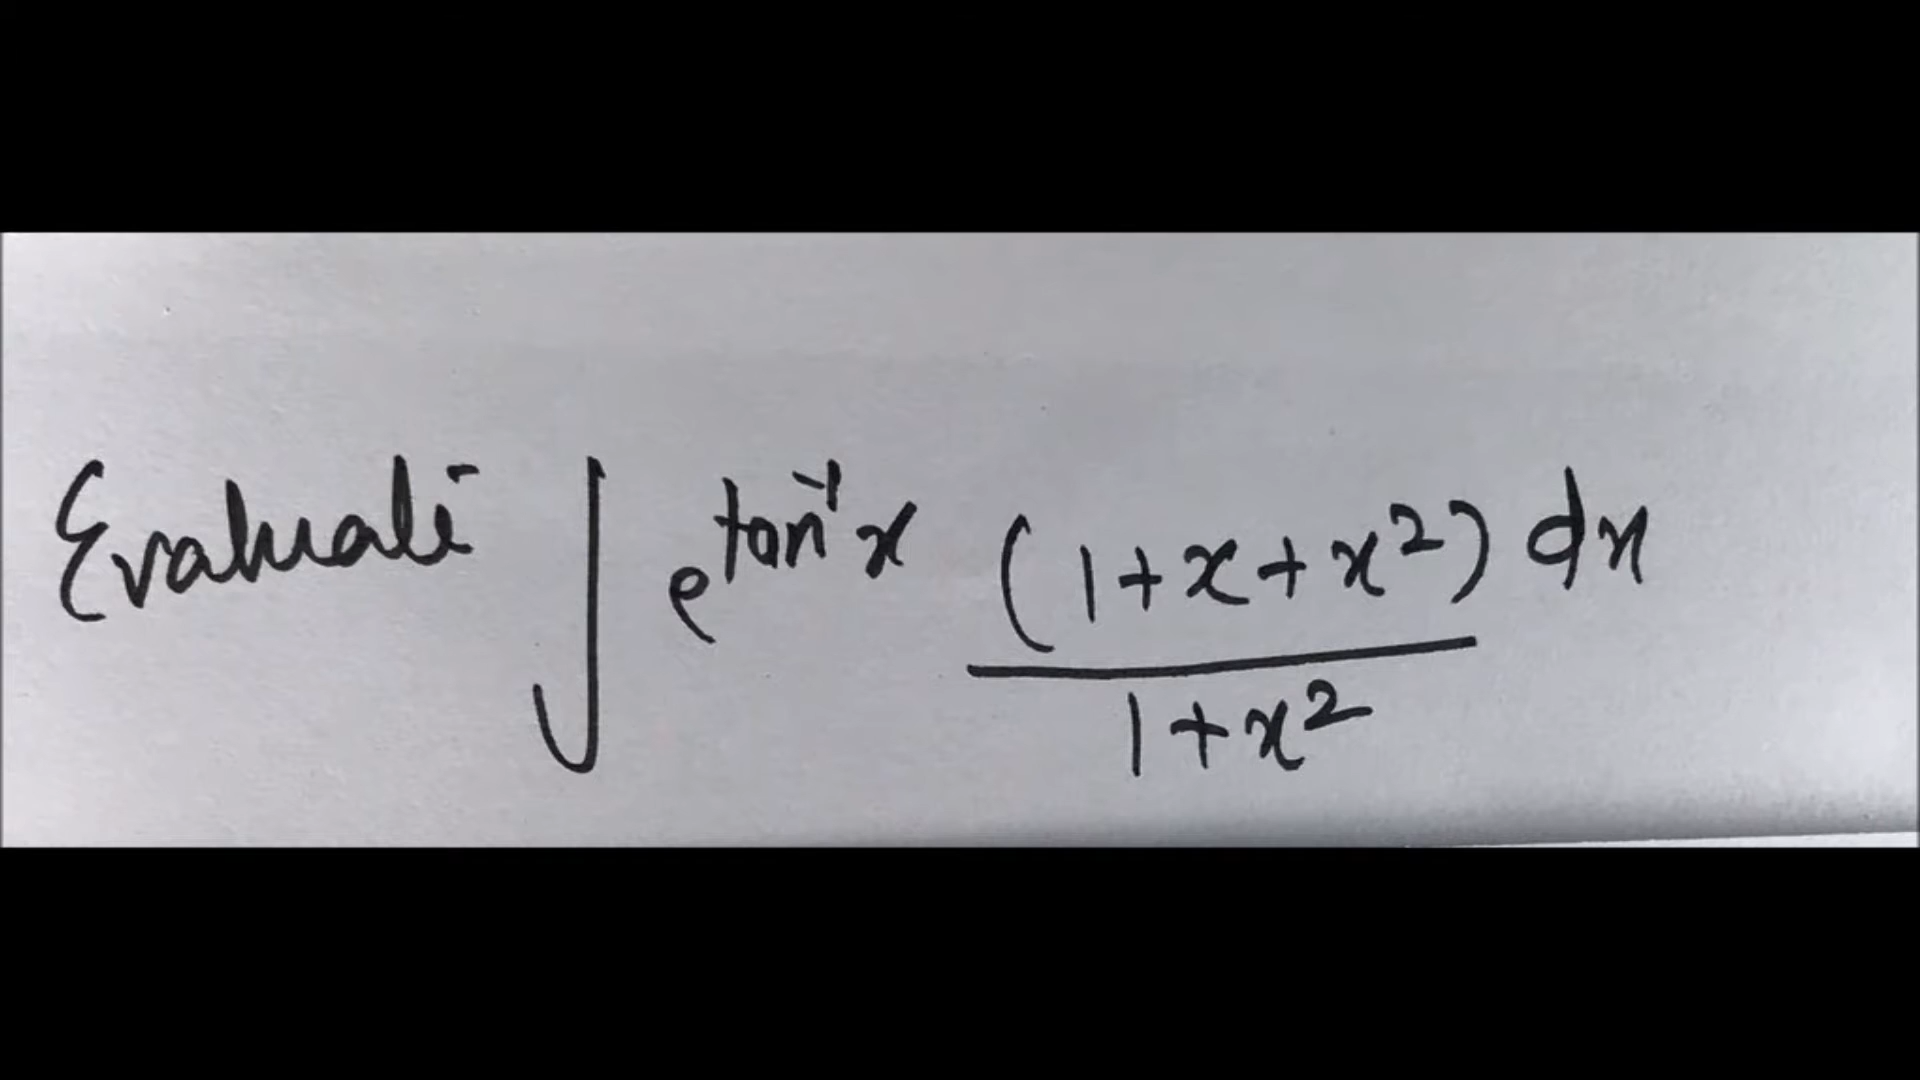 Evaluate ∫ e^{tan⁻¹x} (1+x+x²) dx / 1+x²